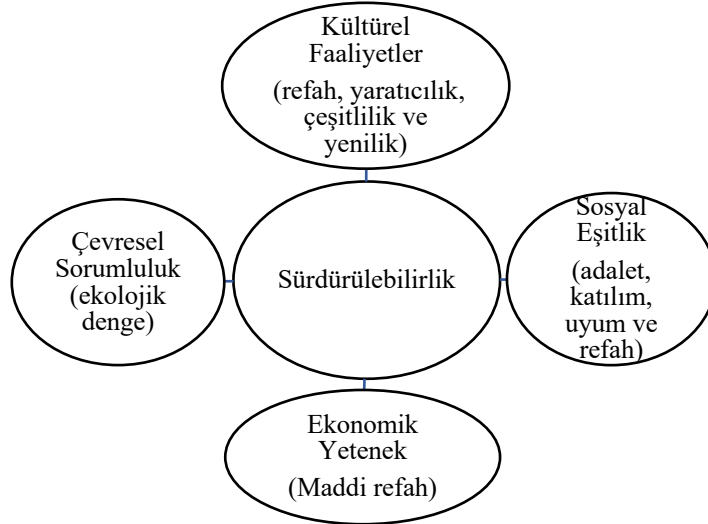 Kültürel
Faaliyetler
(refah, yaratıcılık,
çeşitlilik ve
yenilik)
Çevresel
Sorumluluk
(ekolojik
denge)
Sürdürülebilirlik
Sosyal
Eşitlik
(adalet,
katılım,
uyum ve
refah)
Ekonomik
Yetenek
(Maddi refah)